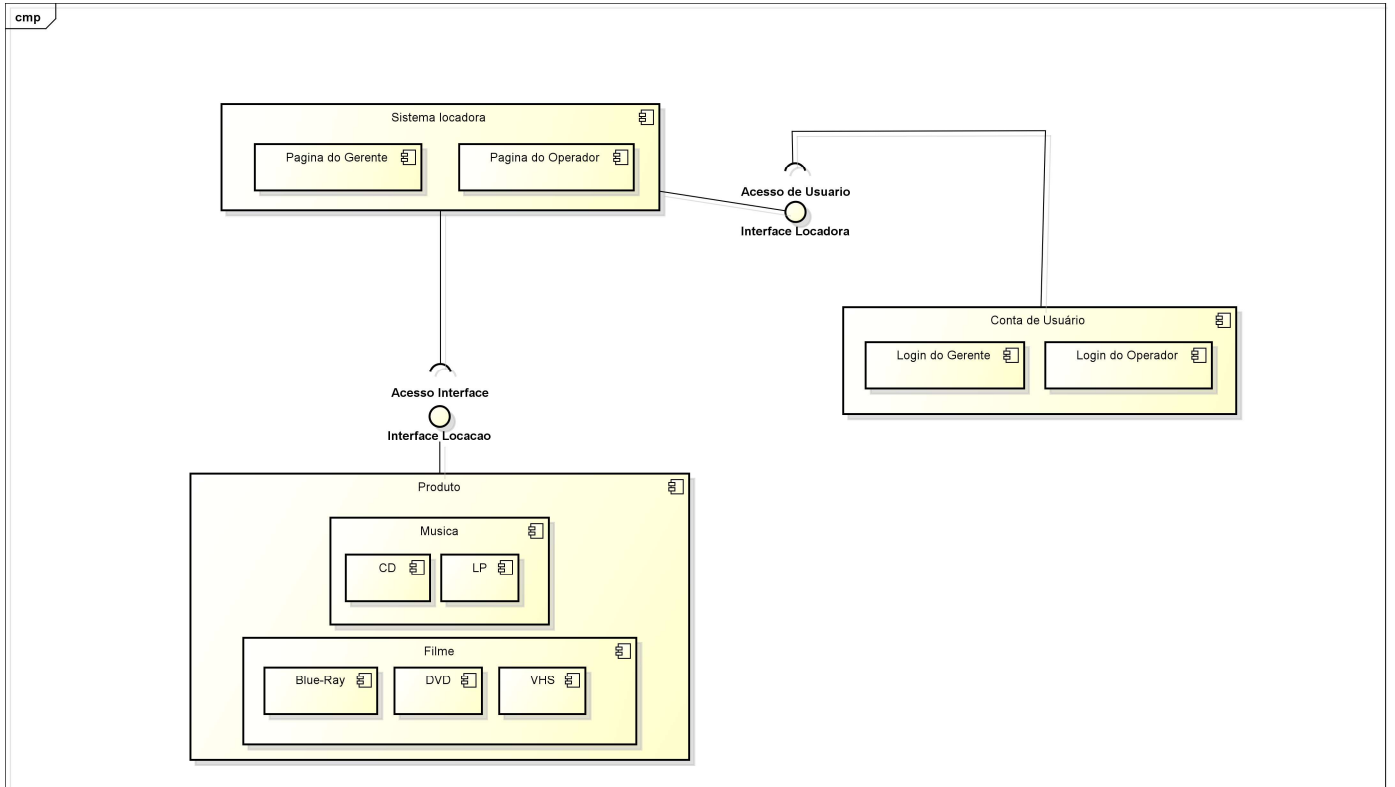 cmp
Sistema locadora
Pagina do Gerente
Pagina do Operador
Acesso de Usuario
Interface Locadora
Conta de Usuário
Login do Gerente
Login do Operador
Acesso Interface
Interface Locacao
Produto
Musica
CD
LP
Filme
Blue-Ray
DVD
VHS